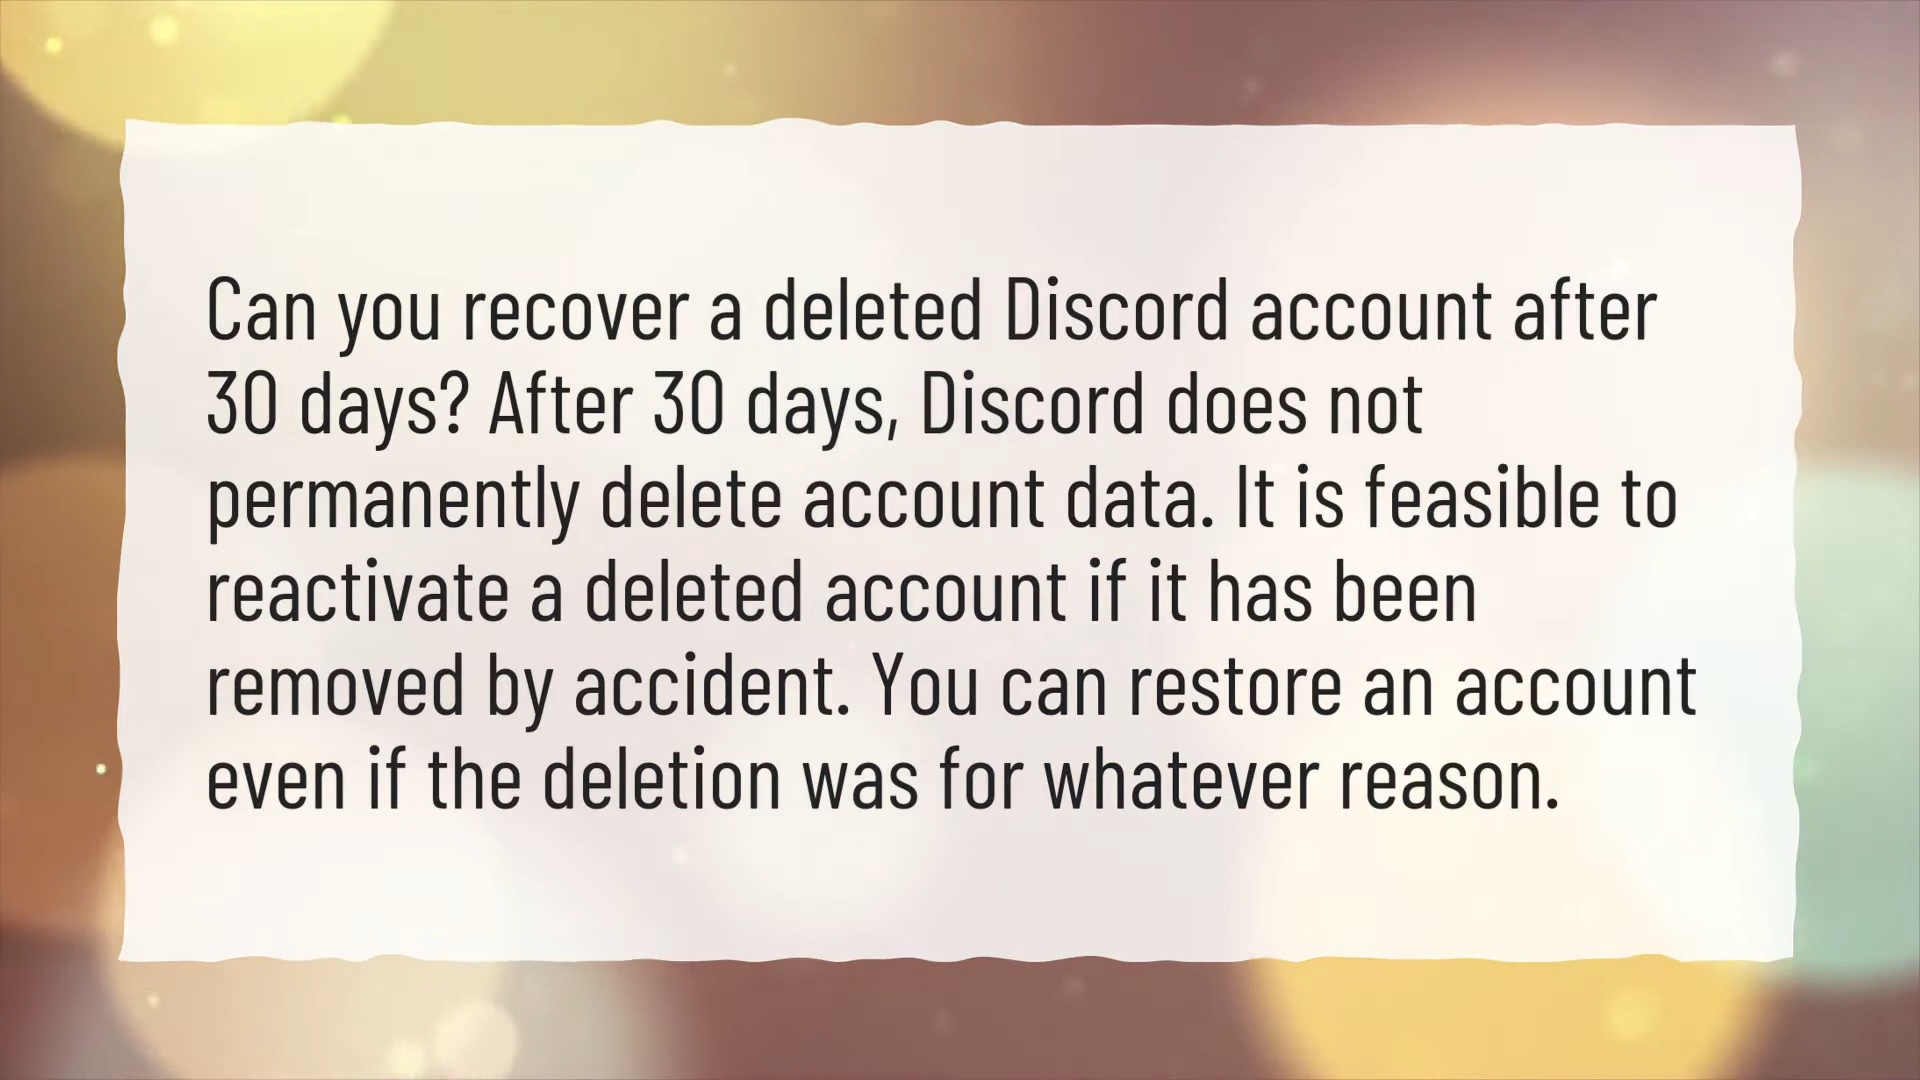 Can you recover a deleted Discord account after
30 days? After 30 days, Discord does not
permanently delete account data. It is feasible to
reactivate a deleted account if it has been
removed by accident. You can restore an account
even if the deletion was for whatever reason.